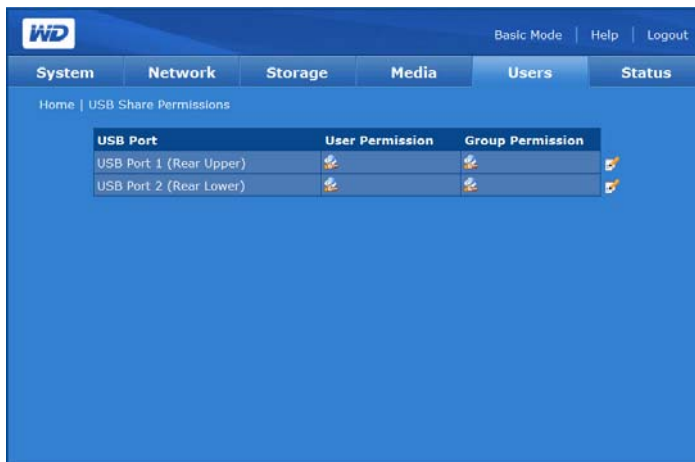 WD
Basic Mode | Help | Logout
System Network Storage Media Users Status
Home | USB Share Permissions
USB Port User Permission Group Permission
USB Port 1 (Rear Upper)
USB Port 2 (Rear Lower)